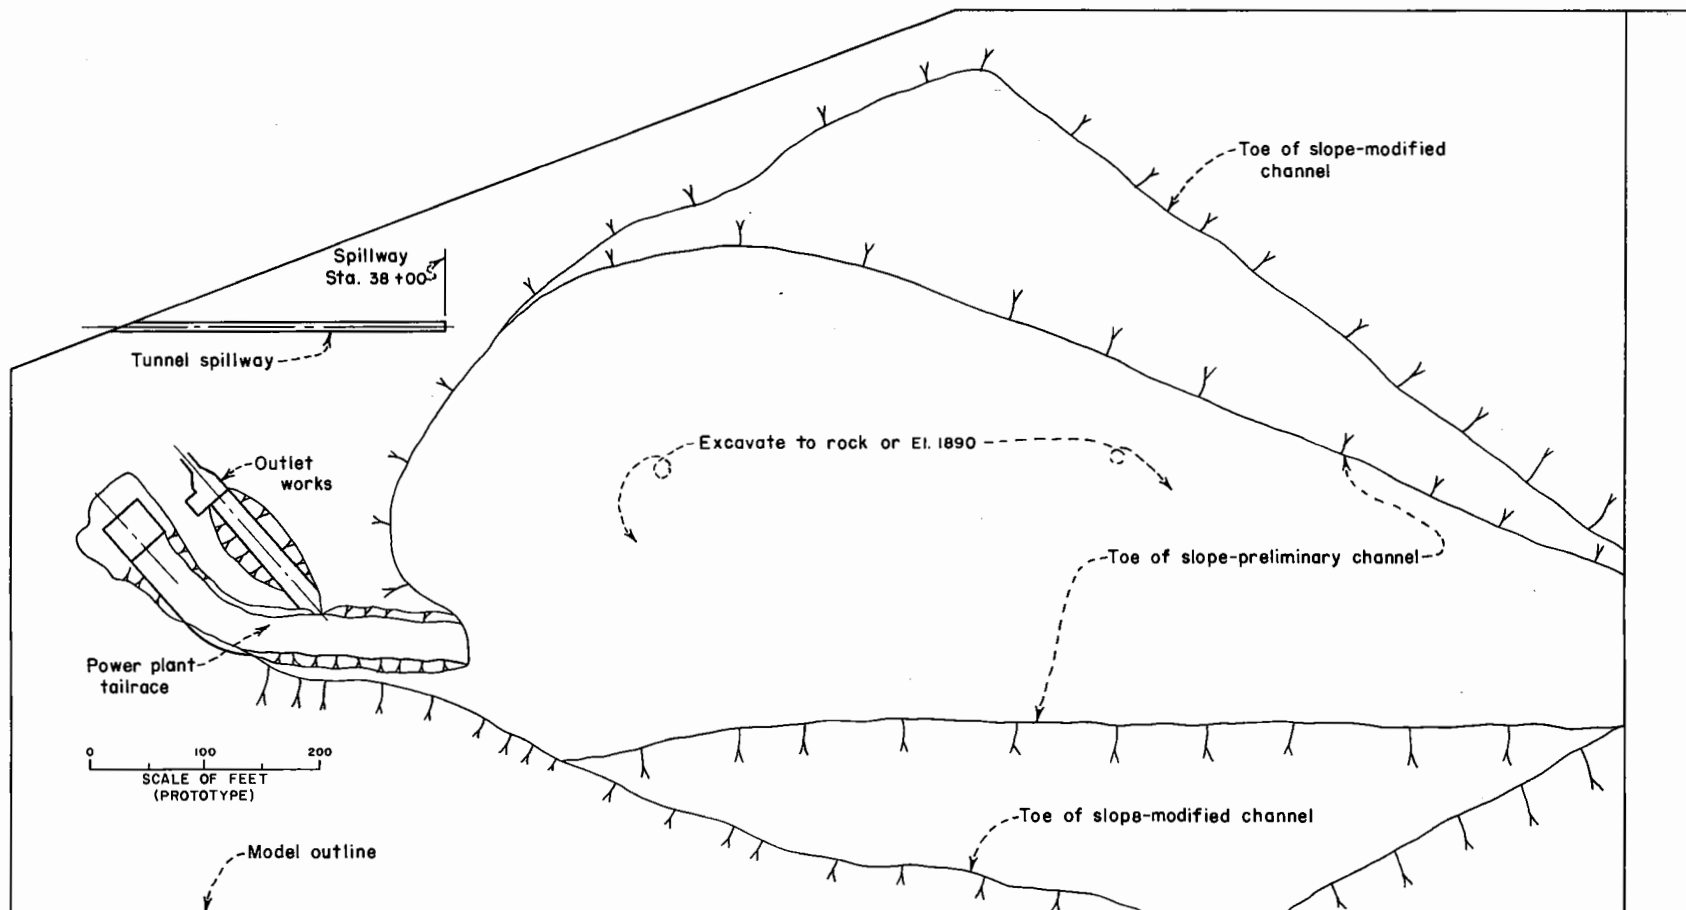 Toe of slope-modified
channel
Spillway
Sta. 38+00
Tunnel spillway
Excavate to rock or El. 1890
Outlet
works
Toe of slope-preliminary channel
Power plant
tailrace
0 100 200
SCALE OF FEET
(PROTOTYPE)
Toe of slope-modified channel
Model outline